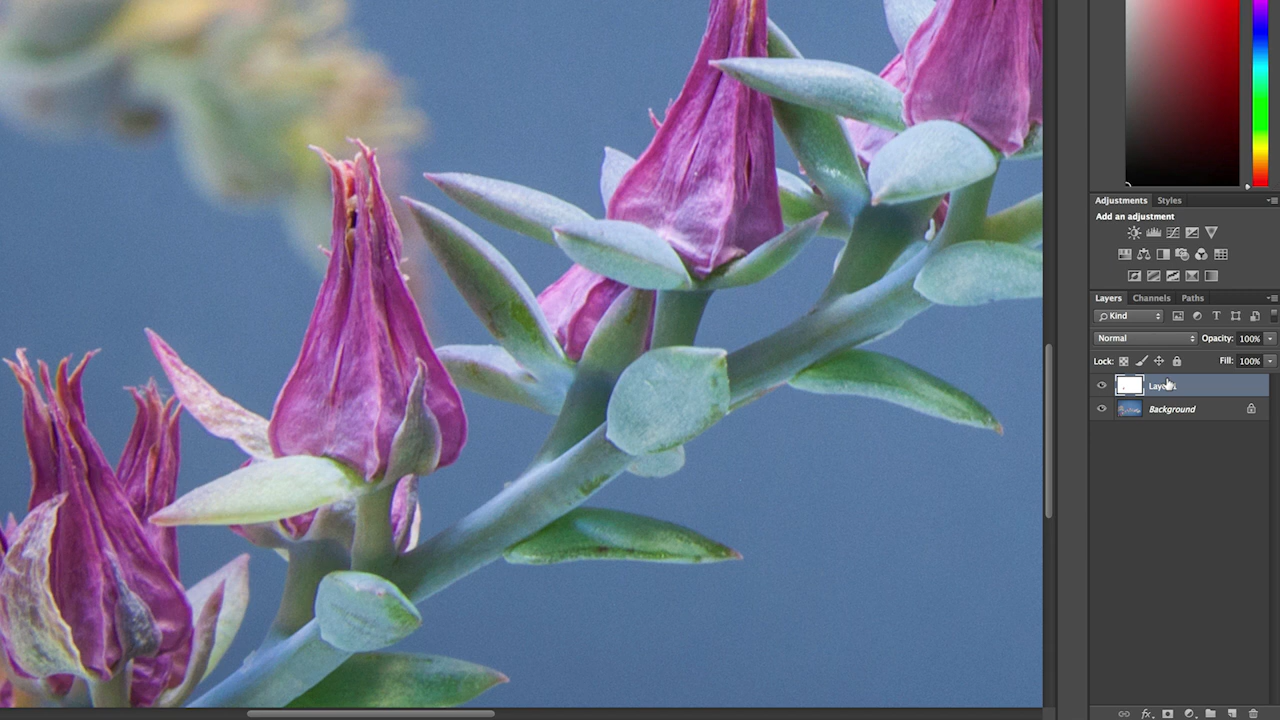 Adjustments Styles
Add an adjustment
Layers Channels Paths
Kind
Normal Opacity: 100%
Lock: Fill: 100%
Background